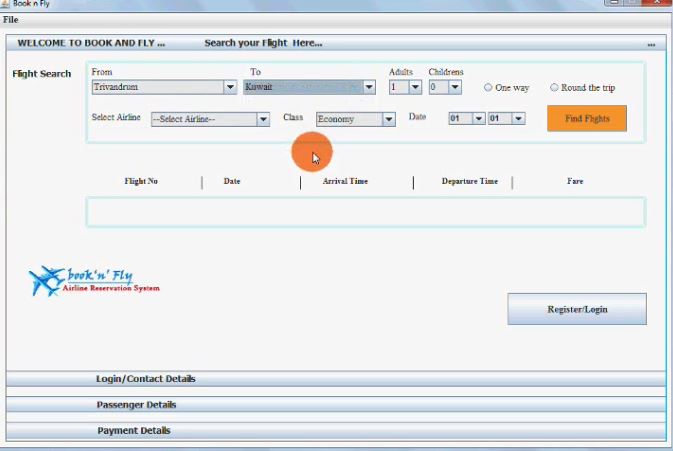 Book n Fly
File
WELCOME TO BOOK AND FLY ... Search your Flight Here... ...
Flight Search
From To Adults Childrens
Trivandrum Kuwait 1 0 One way Round the trip
Select Airline --Select Airline-- Class Economy Date 01 01 Find Flights
Flight No | Date | Arrival Time | Departure Time | Fare
book 'n' Fly
Airline Reservation System
Register/Login
Login/Contact Details
Passenger Details
Payment Details